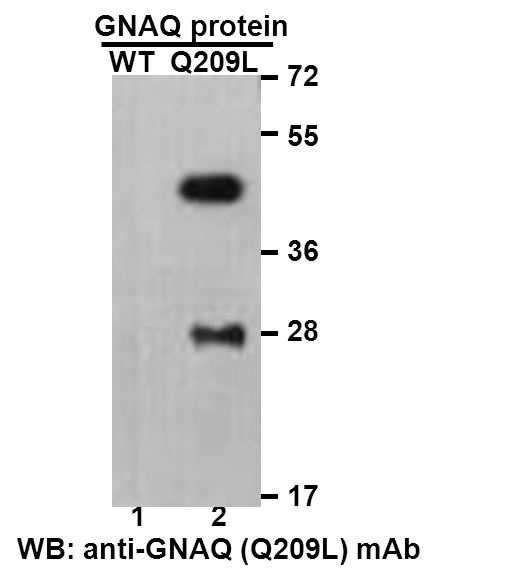 GNAQ protein
WT Q209L
72
55
36
28
17
1 2
WB: anti-GNAQ (Q209L) mAb